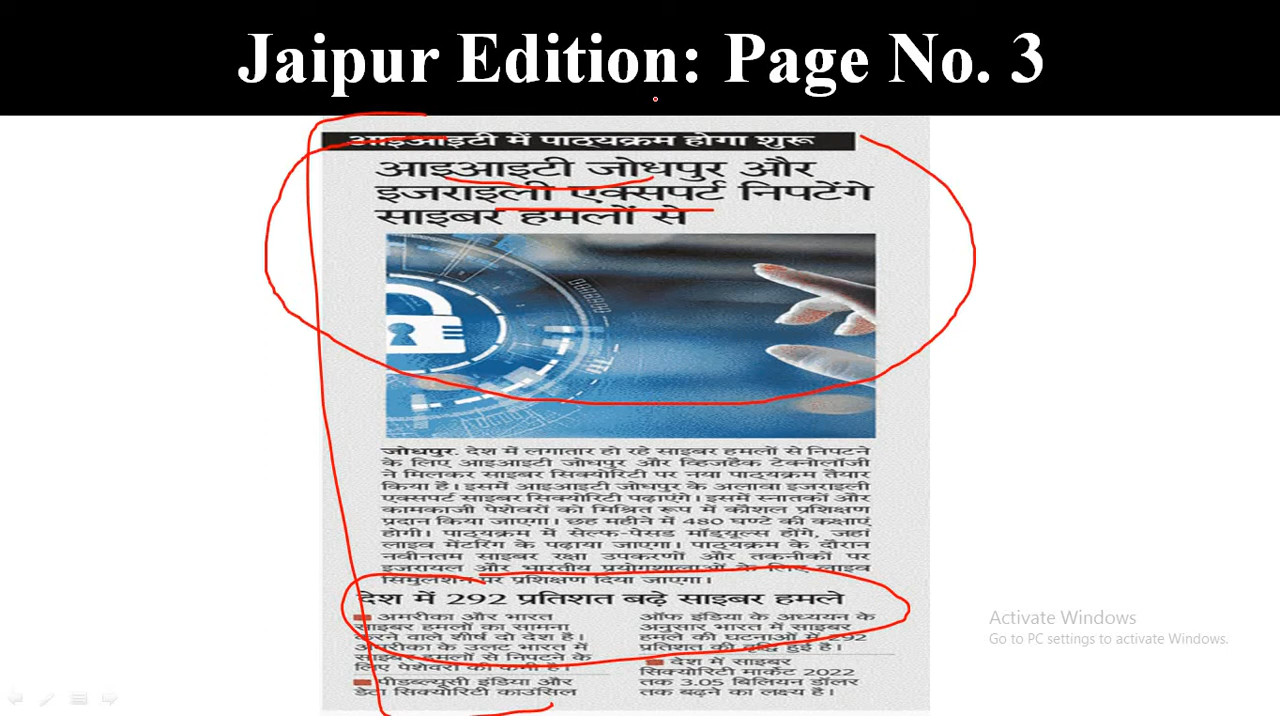 Jaipur Edition: Page No. 3
आइआइटी में पाठ्यक्रम होगा शुरू
आइआइटी जोधपुर और
इजराइली एक्सपर्ट निपटेंगे
साइबर हमलों से
जोधपुर. देश में लगातार हो रहे साइबर हमलों से निपटने
के लिए आइआइटी जोधपुर और व्हिजहैक टेक्नोलॉजी
ने मिलकर साइबर सिक्योरिटी पर नया पाठ्यक्रम तैयार
किया है। इसमें आइआइटी जोधपुर के अलावा इजराइली
एक्सपर्ट साइबर सिक्योरिटी पढ़ाएंगे। इसमें स्नातकों और
कामकाजी पेशेवरों को मिश्रित रूप में कौशल प्रशिक्षण
प्रदान किया जाएगा। छह महीने में 480 घण्टे की कक्षाएं
होगी। पाठ्यक्रम में सेल्फ-पेसड मॉड्यूल्स होंगे, जहां
लाइव मेंटरिंग के पढ़ाया जाएगा। पाठ्यक्रम के दौरान
नवीनतम साइबर रक्षा उपकरणों और तकनीकों पर
इजरायल और भारतीय प्रयोगशालाओं के लिए लाइव
सिमुलेशन पर प्रशिक्षण दिया जाएगा।
देश में 292 प्रतिशत बढ़े साइबर हमले
अमरीका और भारत
साइबर हमलों का सामना
करने वाले शीर्ष दो देश है।
अमरीका के उलट भारत में
साइबर हमलों से निपटने के
लिए पेशेवरों की कमी है।
पीडब्ल्यूसी इंडिया और
डेटा सिक्योरिटी काउंसिल
ऑफ इंडिया के अध्ययन के
अनुसार भारत में साइबर
हमले की घटनाओं में 292
प्रतिशत की वृद्धि हुई है।
देश में साइबर
सिक्योरिटी मार्केट 2022
तक 3.05 बिलियन डॉलर
तक बढ़ने का लक्ष्य है।
Activate Windows
Go to PC settings to activate Windows.